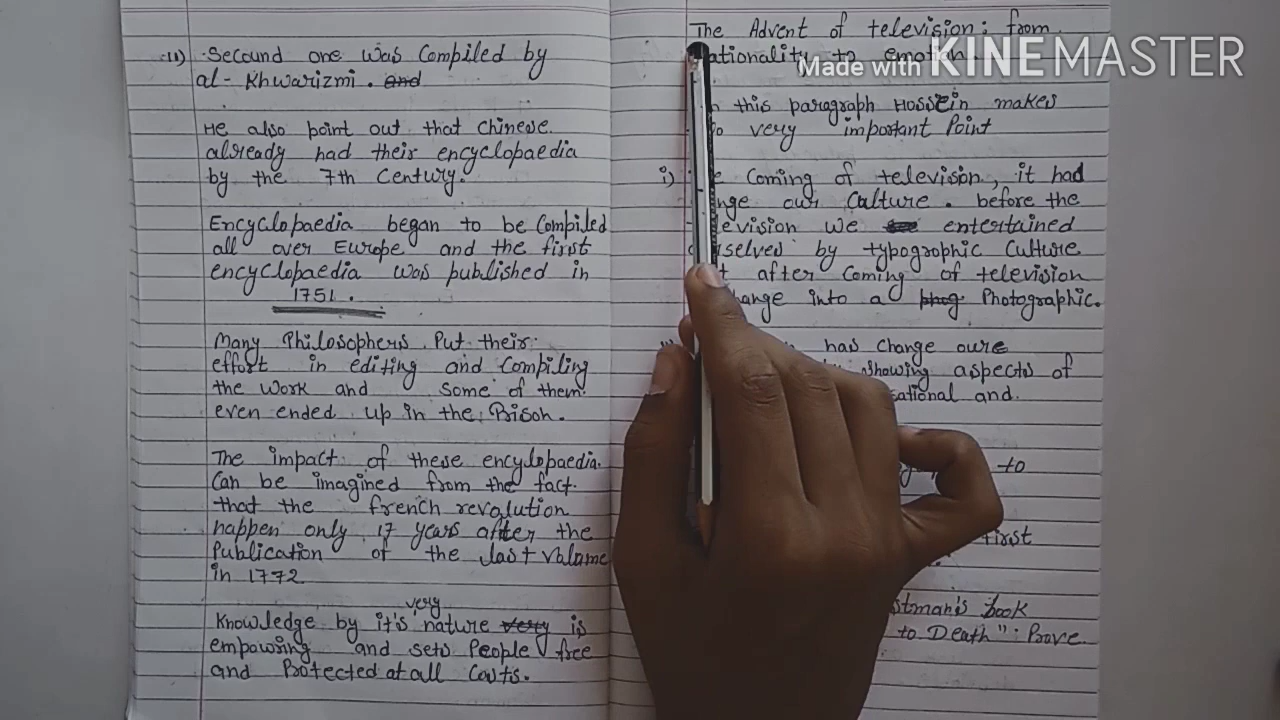 11) Secound one was Compiled by
al-Khwarizmi. and
He also point out that Chinese
already had their encyclopaedia
by the 7th Century.
Encyclopaedia began to be Compiled
all over Europe and the first
encyclopaedia was published in
1751.
Many Philosophers Put their
effort in editing and Compiling
the work and some of them
even ended up in the Prison.
The impact of these encyclopaedia.
Can be imagined from the fact
that the french revolution
happen only 17 years after the
Publication of the last Valume
in 1772
very
Knowledge by it's nature very is
empowring and sets People free
and Protected at all Costs.
The Advent of television: from
rationality to emotion
Made with KINEMASTER
this paragraph Hossein makes
very important Point
i) Coming of television, it had
our Culture. before the
we entertained
by typographic Culture
after Coming of television
into a Photographic.
has change oure
showing aspects of
and.
to
first
book
to Death": Prove